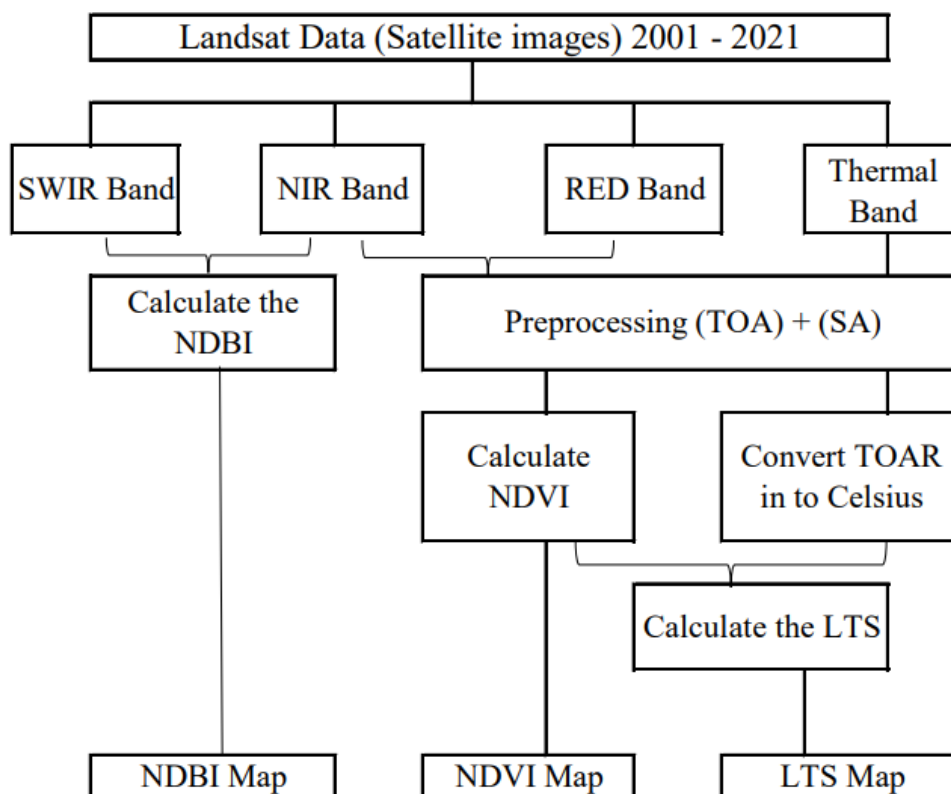 Landsat Data (Satellite images) 2001 - 2021
SWIR Band
NIR Band
RED Band
Thermal
Band
Calculate the
NDBI
Preprocessing (TOA) + (SA)
Calculate
NDVI
Convert TOAR
in to Celsius
Calculate the LTS
NDBI Map
NDVI Map
LTS Map